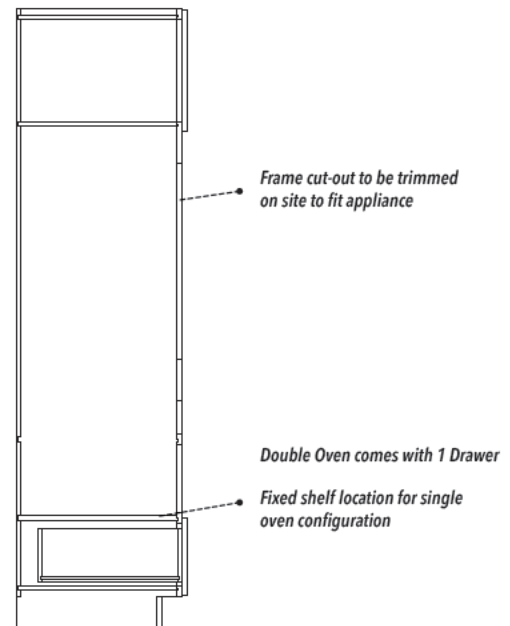 Frame cut-out to be trimmed
on site to fit appliance
Double Oven comes with 1 Drawer
Fixed shelf location for single
oven configuration